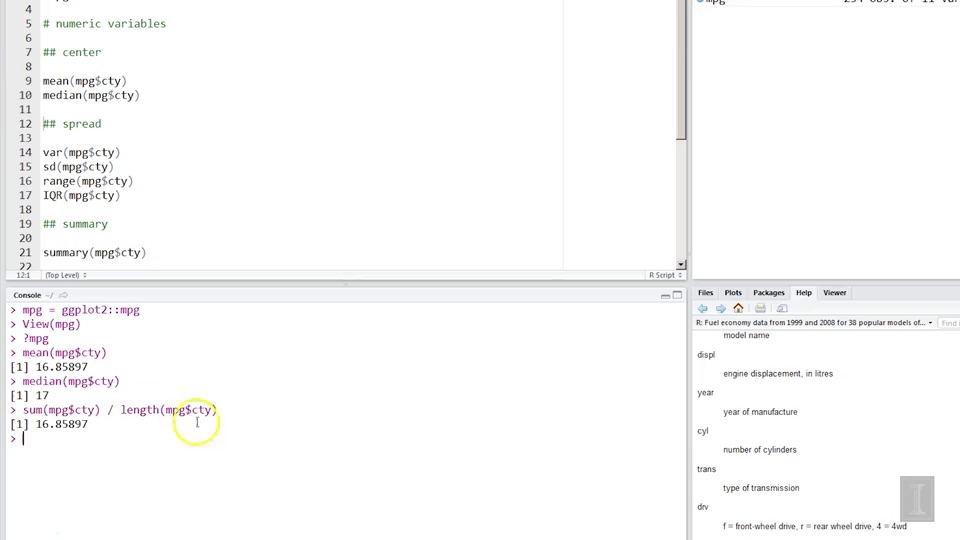 4
5 # numeric variables
6
7 ## center
8
9 mean(mpg$cty)
10 median(mpg$cty)
11
12 ## spread
13
14 var(mpg$cty)
15 sd(mpg$cty)
16 range(mpg$cty)
17 IQR(mpg$cty)
18
19 ## summary
20
21 summary(mpg$cty)
22
12:1 (Top Level) R Script
Console ~/
> mpg = ggplot2::mpg
> View(mpg)
> ?mpg
> mean(mpg$cty)
[1] 16.85897
> median(mpg$cty)
[1] 17
> sum(mpg$cty) / length(mpg$cty)
[1] 16.85897
>
mpg
Files Plots Packages Help Viewer
Find i
R: Fuel economy data from 1999 and 2008 for 38 popular models of...
model name
displ
engine displacement, in litres
year
year of manufacture
cyl
number of cylinders
trans
type of transmission
drv
f = front-wheel drive, r = rear wheel drive, 4 = 4wd
I